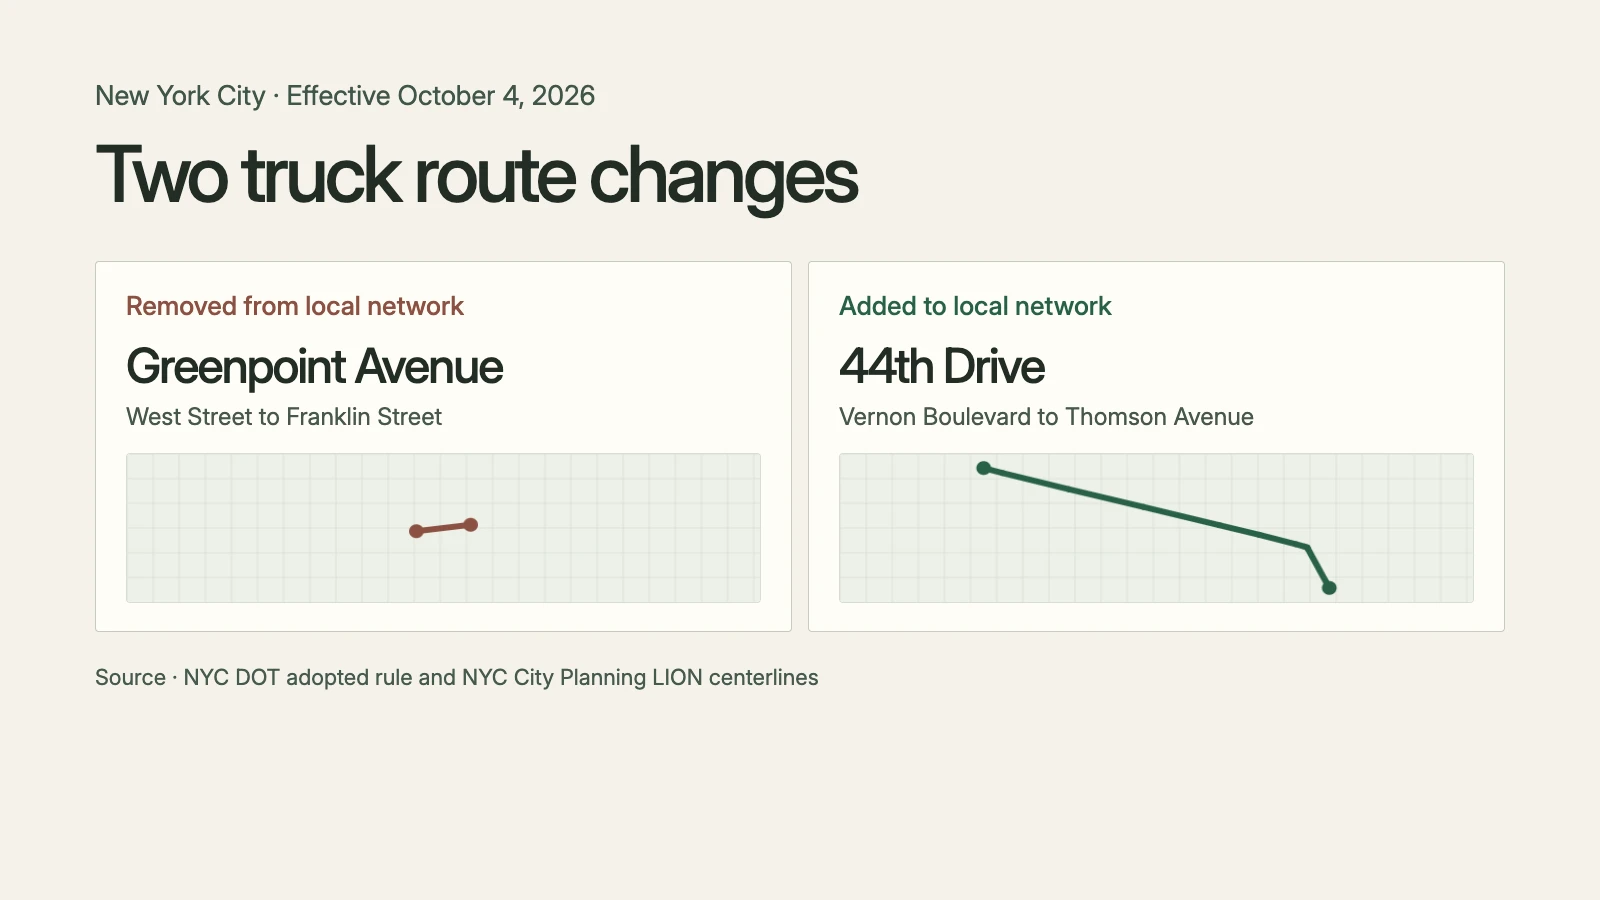 New York City · Effective October 4, 2026
Two truck route changes
Removed from local network
Greenpoint Avenue
West Street to Franklin Street
Added to local network
44th Drive
Vernon Boulevard to Thomson Avenue
Source · NYC DOT adopted rule and NYC City Planning LION centerlines